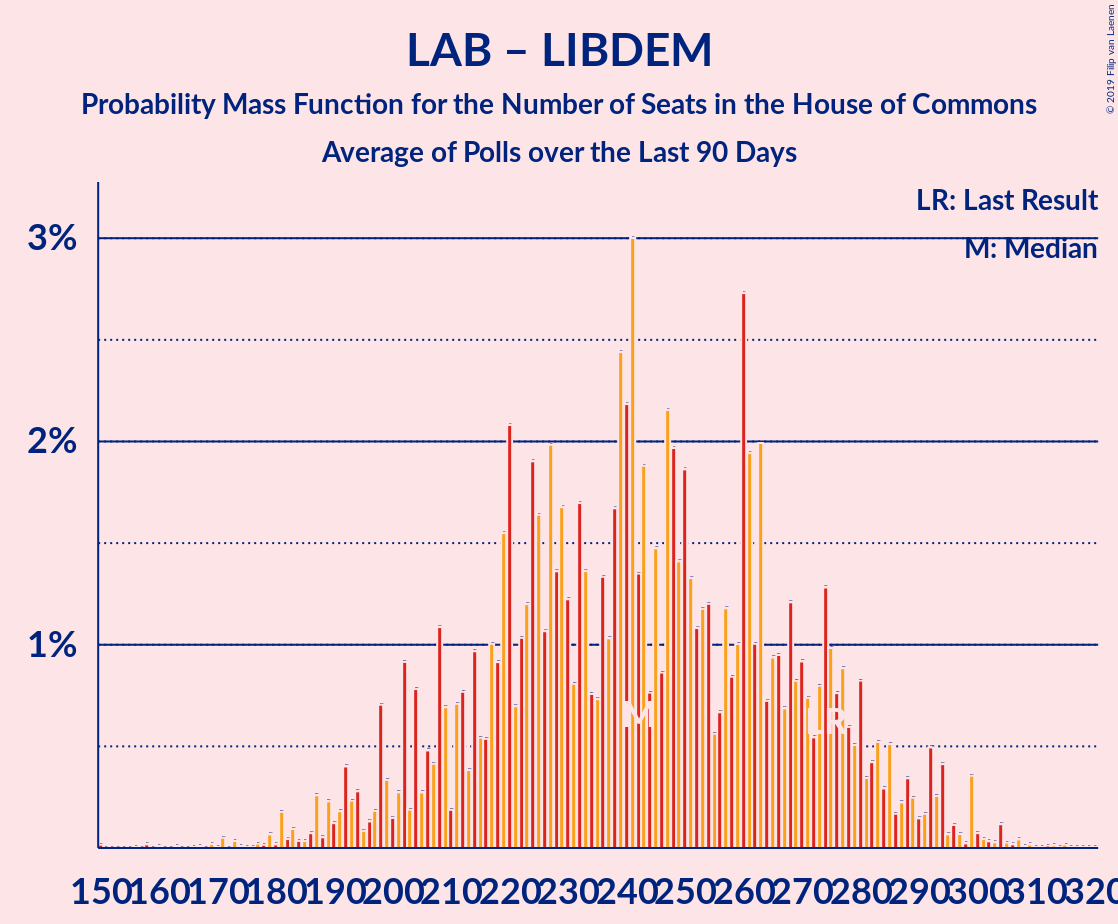 LAB – LIBDEM
Probability Mass Function for the Number of Seats in the House of Commons
Average of Polls over the Last 90 Days
© 2019 Filip van Laenen
LR: Last Result
M: Median
3%
2%
1%
M
LR
150 160 170 180 190 200 210 220 230 240 250 260 270 280 290 300 310 320